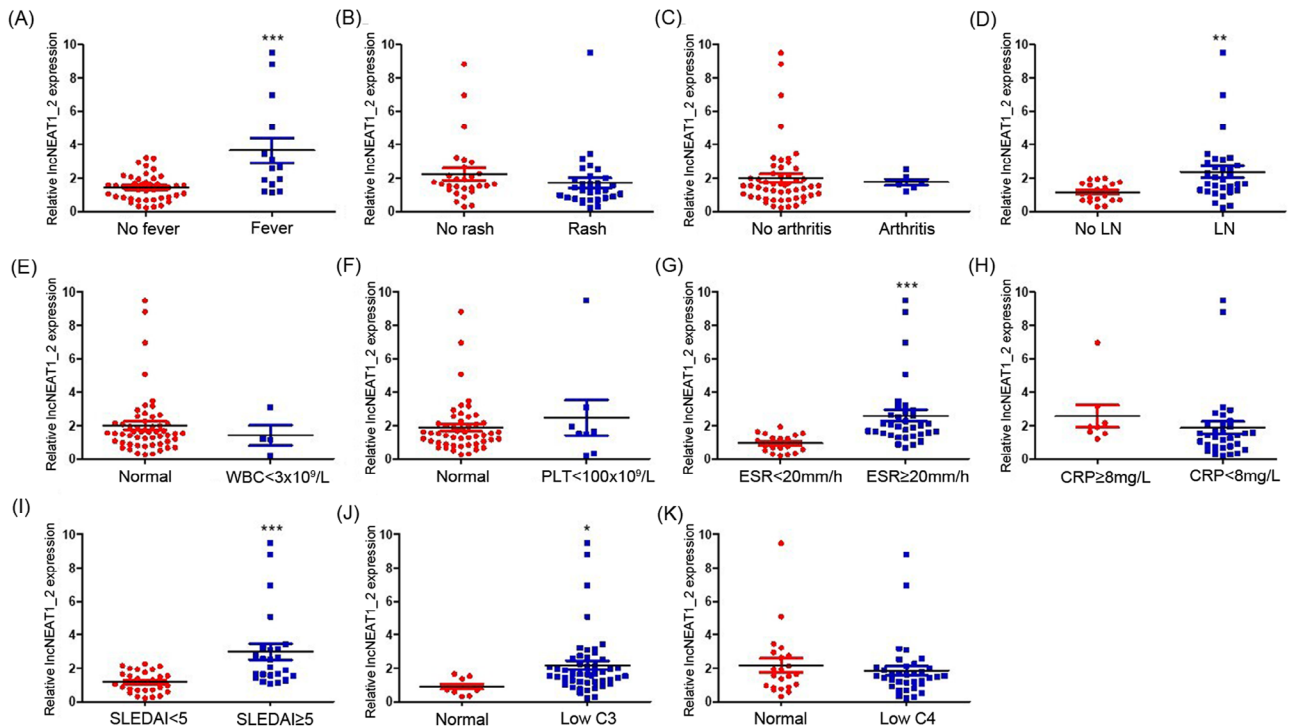 (A)
Relative lncNEAT1_2 expression
10
8
6
4
2
0
***
No fever
Fever
(B)
Relative lncNEAT1_2 expression
10
8
6
4
2
0
No rash
Rash
(C)
Relative lncNEAT1_2 expression
10
8
6
4
2
0
No arthritis
Arthritis
(D)
Relative lncNEAT1_2 expression
10
8
6
4
2
0
**
No LN
LN
(E)
Relative lncNEAT1_2 expression
10
8
6
4
2
0
Normal
WBC<3x10⁹/L
(F)
Relative lncNEAT1_2 expression
10
8
6
4
2
0
Normal
PLT<100x10⁹/L
(G)
Relative lncNEAT1_2 expression
10
8
6
4
2
0
***
ESR<20mm/h
ESR≥20mm/h
(H)
Relative lncNEAT1_2 expression
10
8
6
4
2
0
CRP≥8mg/L
CRP<8mg/L
(I)
Relative lncNEAT1_2 expression
10
8
6
4
2
0
***
SLEDAI<5
SLEDAI≥5
(J)
Relative lncNEAT1_2 expression
10
8
6
4
2
0
*
Normal
Low C3
(K)
Relative lncNEAT1_2 expression
10
8
6
4
2
0
Normal
Low C4